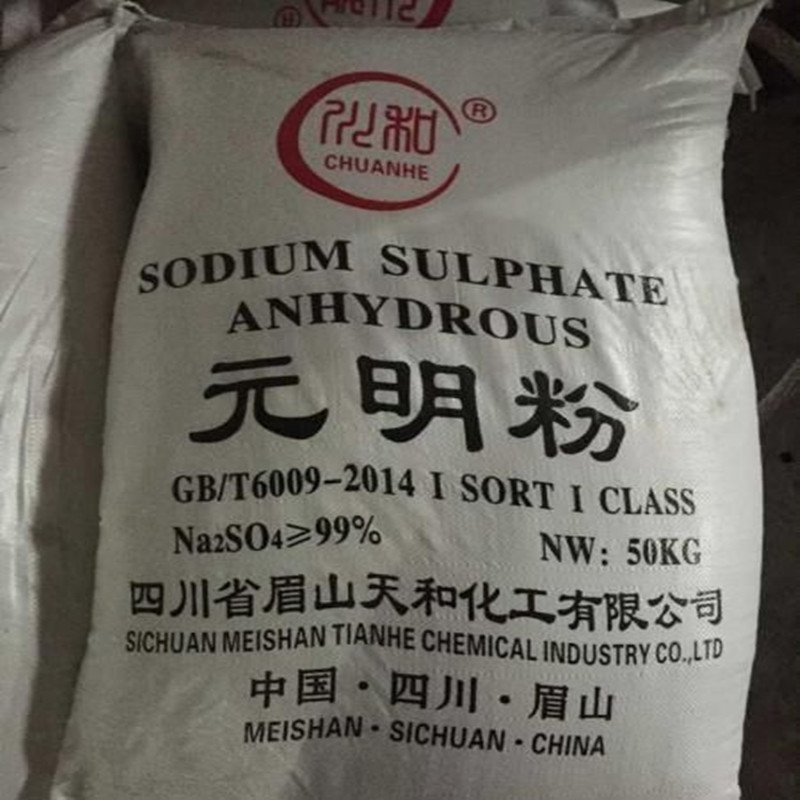 川和®
CHUANHE
SODIUM SULPHATE
ANHYDROUS
元明粉
GB/T6009-2014 I SORT I CLASS
Na₂SO₄≥99% NW: 50KG
四川省眉山天和化工有限公司
SICHUAN MEISHAN TIANHE CHEMICAL INDUSTRY CO.,LTD
中国·四川·眉山
MEISHAN · SICHUAN · CHINA